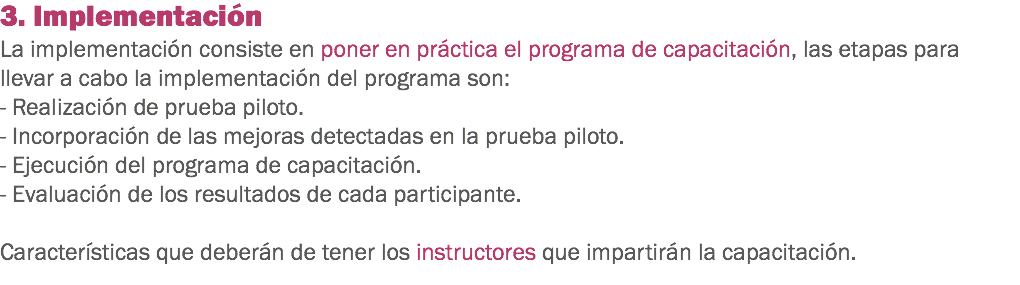 3. Implementación
La implementación consiste en poner en práctica el programa de capacitación, las etapas para
llevar a cabo la implementación del programa son:
- Realización de prueba piloto.
- Incorporación de las mejoras detectadas en la prueba piloto.
- Ejecución del programa de capacitación.
- Evaluación de los resultados de cada participante.
Características que deberán de tener los instructores que impartirán la capacitación.